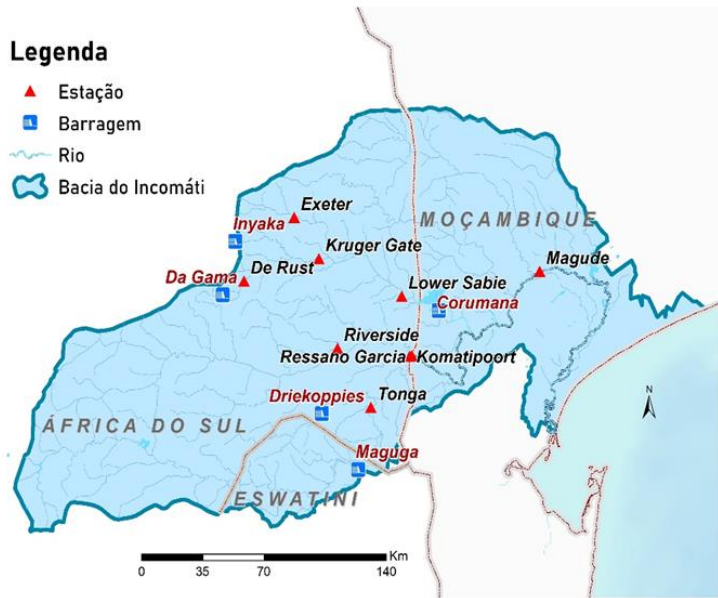 Legenda
Estação
Barragem
Rio
Bacia do Incomáti
Exeter
Inyaka
MOÇAMBIQUE
Kruger Gate
Magude
De Rust
Da Gama
Lower Sabie
Corumana
Riverside
Ressano Garcia
Komatipoort
Driekoppies
Tonga
ÁFRICA DO SUL
Maguga
ESWATINI
N
Km
0 35 70 140